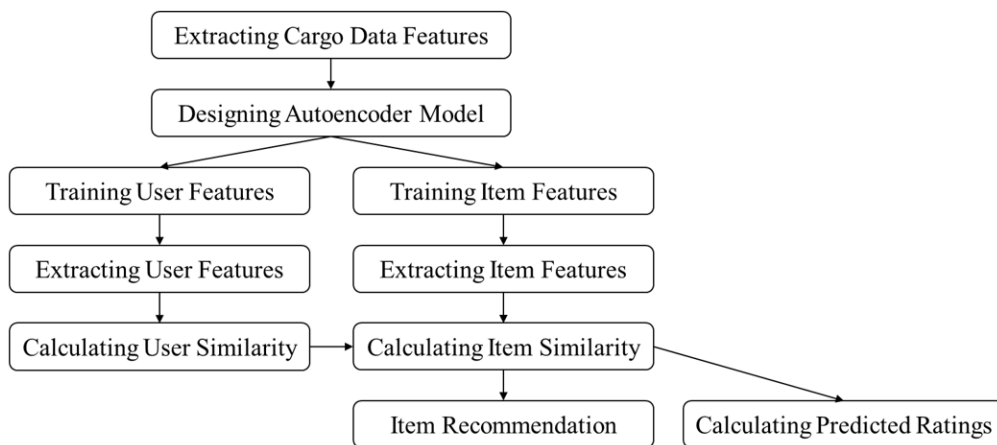 Extracting Cargo Data Features
Designing Autoencoder Model
Training User Features
Training Item Features
Extracting User Features
Extracting Item Features
Calculating User Similarity
Calculating Item Similarity
Item Recommendation
Calculating Predicted Ratings